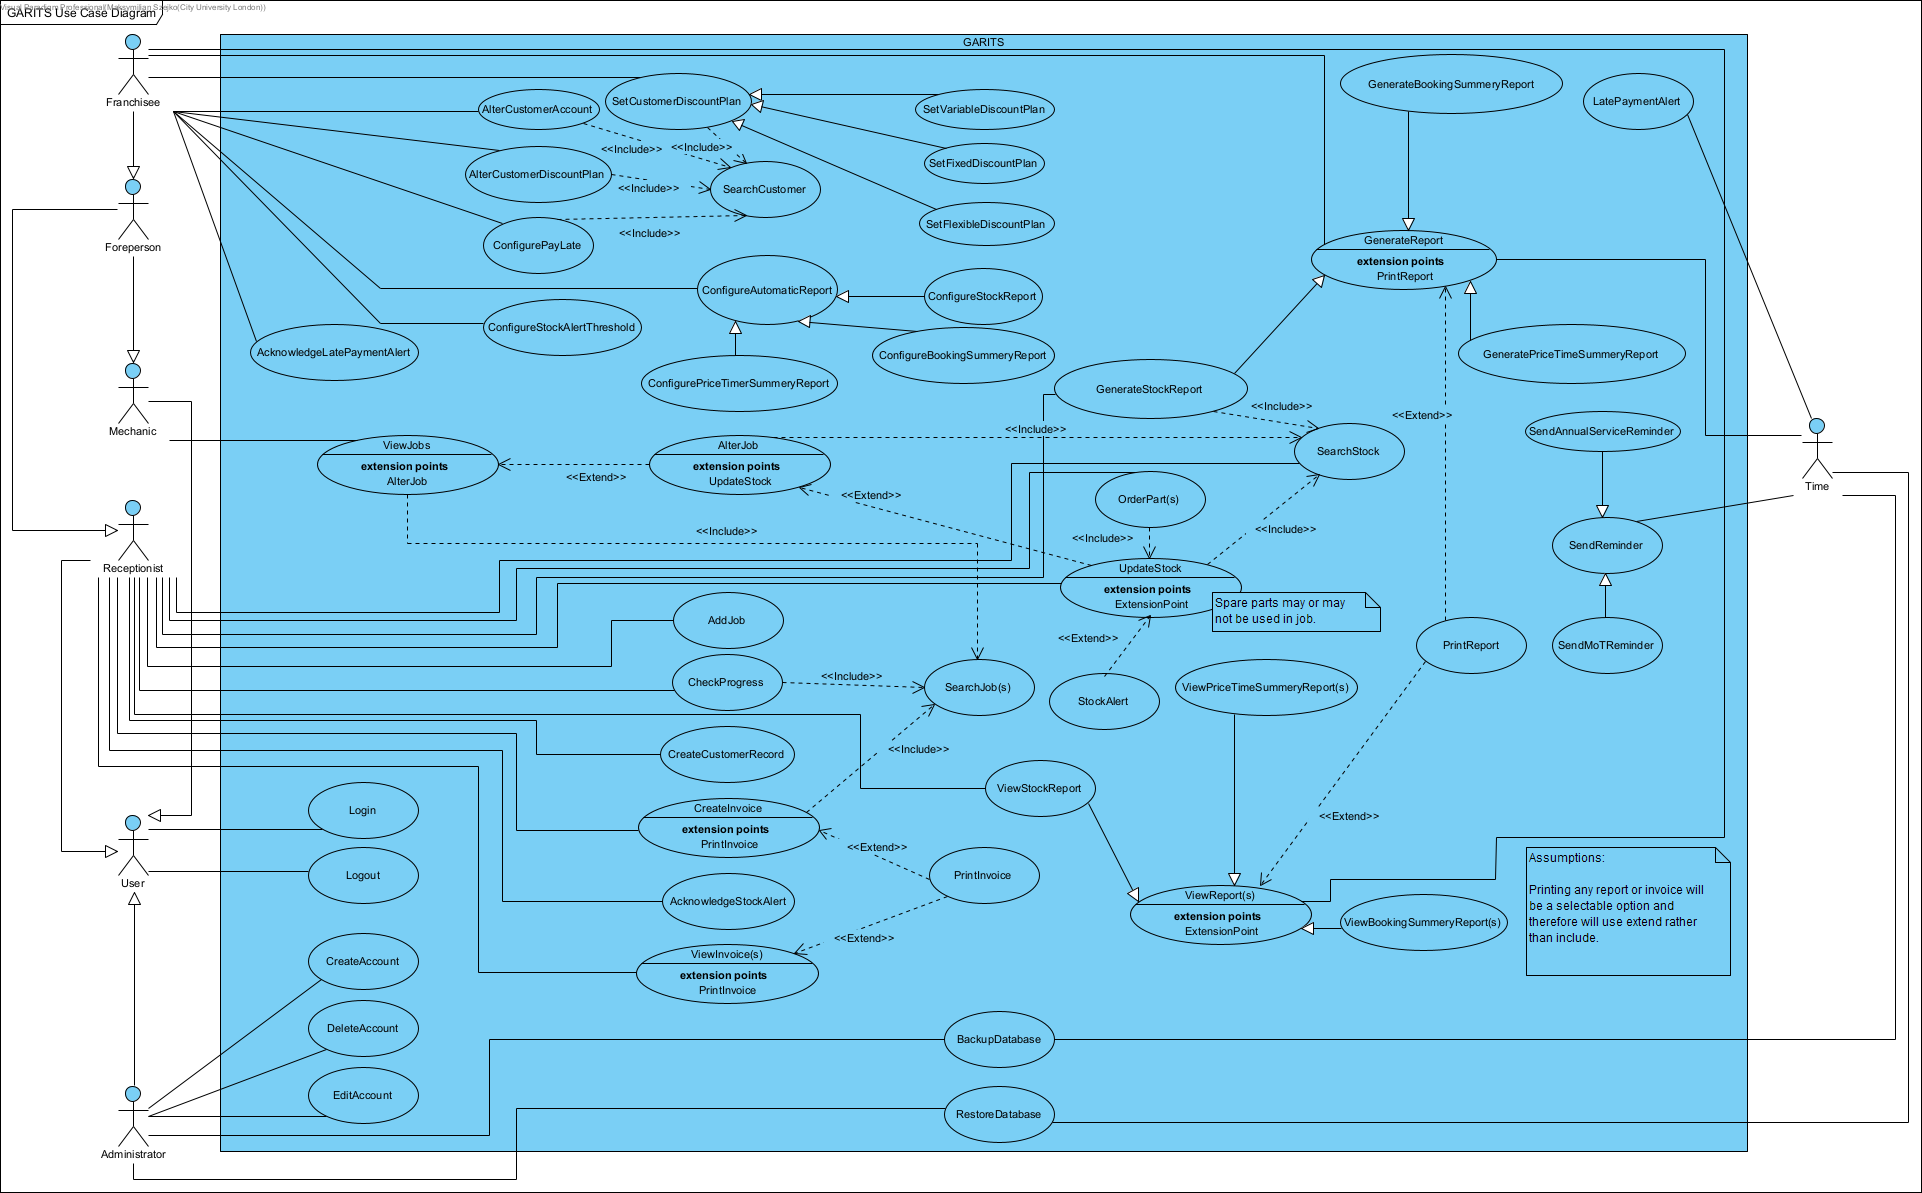 Visual Paradigm Professional(Maksymilian Szejko(City University London))
GARITS Use Case Diagram
GARITS
Franchisee
Foreperson
Mechanic
Receptionist
User
Administrator
Time
AlterCustomerAccount
SetCustomerDiscountPlan
SetVariableDiscountPlan
SetFixedDiscountPlan
SetFlexibleDiscountPlan
<<Include>>
<<Include>>
AlterCustomerDiscountPlan
<<Include>>
SearchCustomer
ConfigurePayLate
<<Include>>
GenerateBookingSummeryReport
LatePaymentAlert
GenerateReport
extension points
PrintReport
ConfigureAutomaticReport
ConfigureStockReport
ConfigureStockAlertThreshold
ConfigureBookingSummeryReport
AcknowledgeLatePaymentAlert
ConfigurePriceTimerSummeryReport
GeneratePriceTimeSummeryReport
GenerateStockReport
<<Include>>
<<Extend>>
<<Include>>
SendAnnualServiceReminder
ViewJobs
extension points
AlterJob
<<Extend>>
AlterJob
extension points
UpdateStock
SearchStock
<<Extend>>
OrderPart(s)
<<Include>>
<<Include>>
<<Include>>
SendReminder
UpdateStock
extension points
ExtensionPoint
Spare parts may or may
not be used in job.
AddJob
<<Extend>>
PrintReport
SendMoTReminder
CheckProgress
<<Include>>
SearchJob(s)
StockAlert
ViewPriceTimeSummeryReport(s)
CreateCustomerRecord
<<Include>>
ViewStockReport
Login
CreateInvoice
extension points
PrintInvoice
<<Extend>>
<<Extend>>
Logout
PrintInvoice
AcknowledgeStockAlert
<<Extend>>
ViewReport(s)
extension points
ExtensionPoint
ViewBookingSummeryReport(s)
Assumptions:
Printing any report or invoice will
be a selectable option and
therefore will use extend rather
than include.
ViewInvoice(s)
extension points
PrintInvoice
CreateAccount
DeleteAccount
EditAccount
BackupDatabase
RestoreDatabase